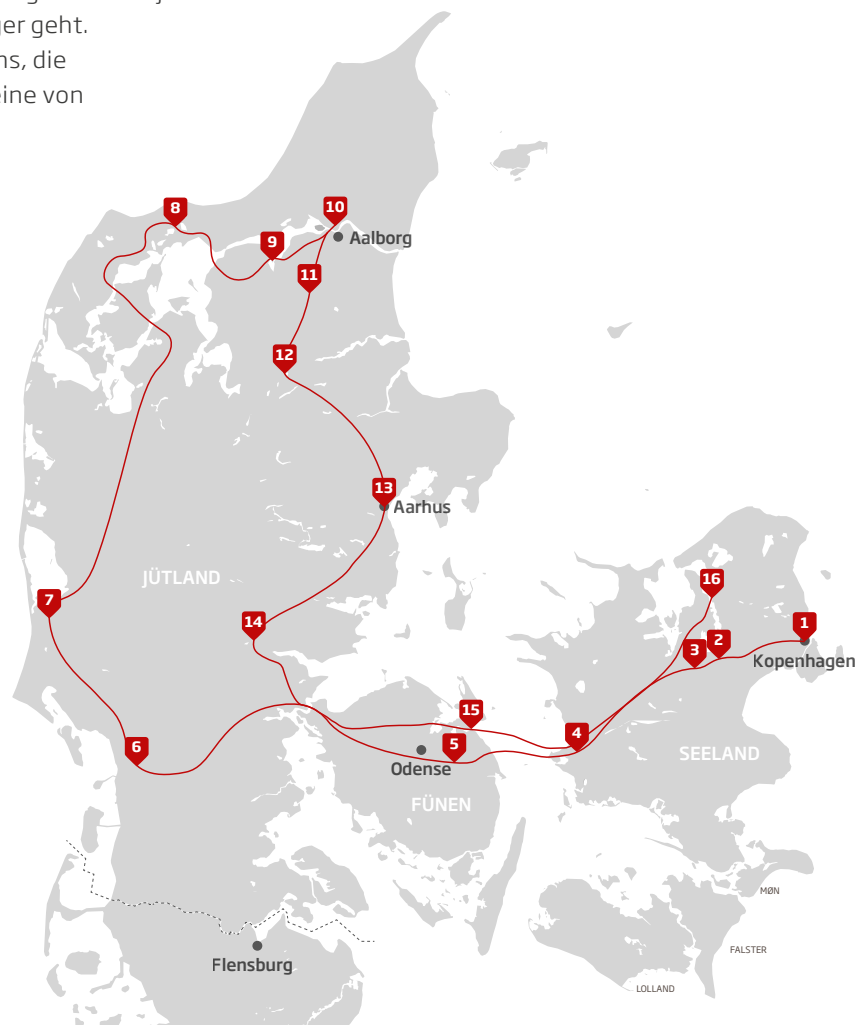 ger geht.
ns, die
eine von
8
10
Aalborg
9
11
12
13
Aarhus
JÜTLAND
16
7
14
1
2
3
Kopenhagen
15
4
5
6
SEELAND
Odense
FÜNEN
MØN
FALSTER
Flensburg
LOLLAND